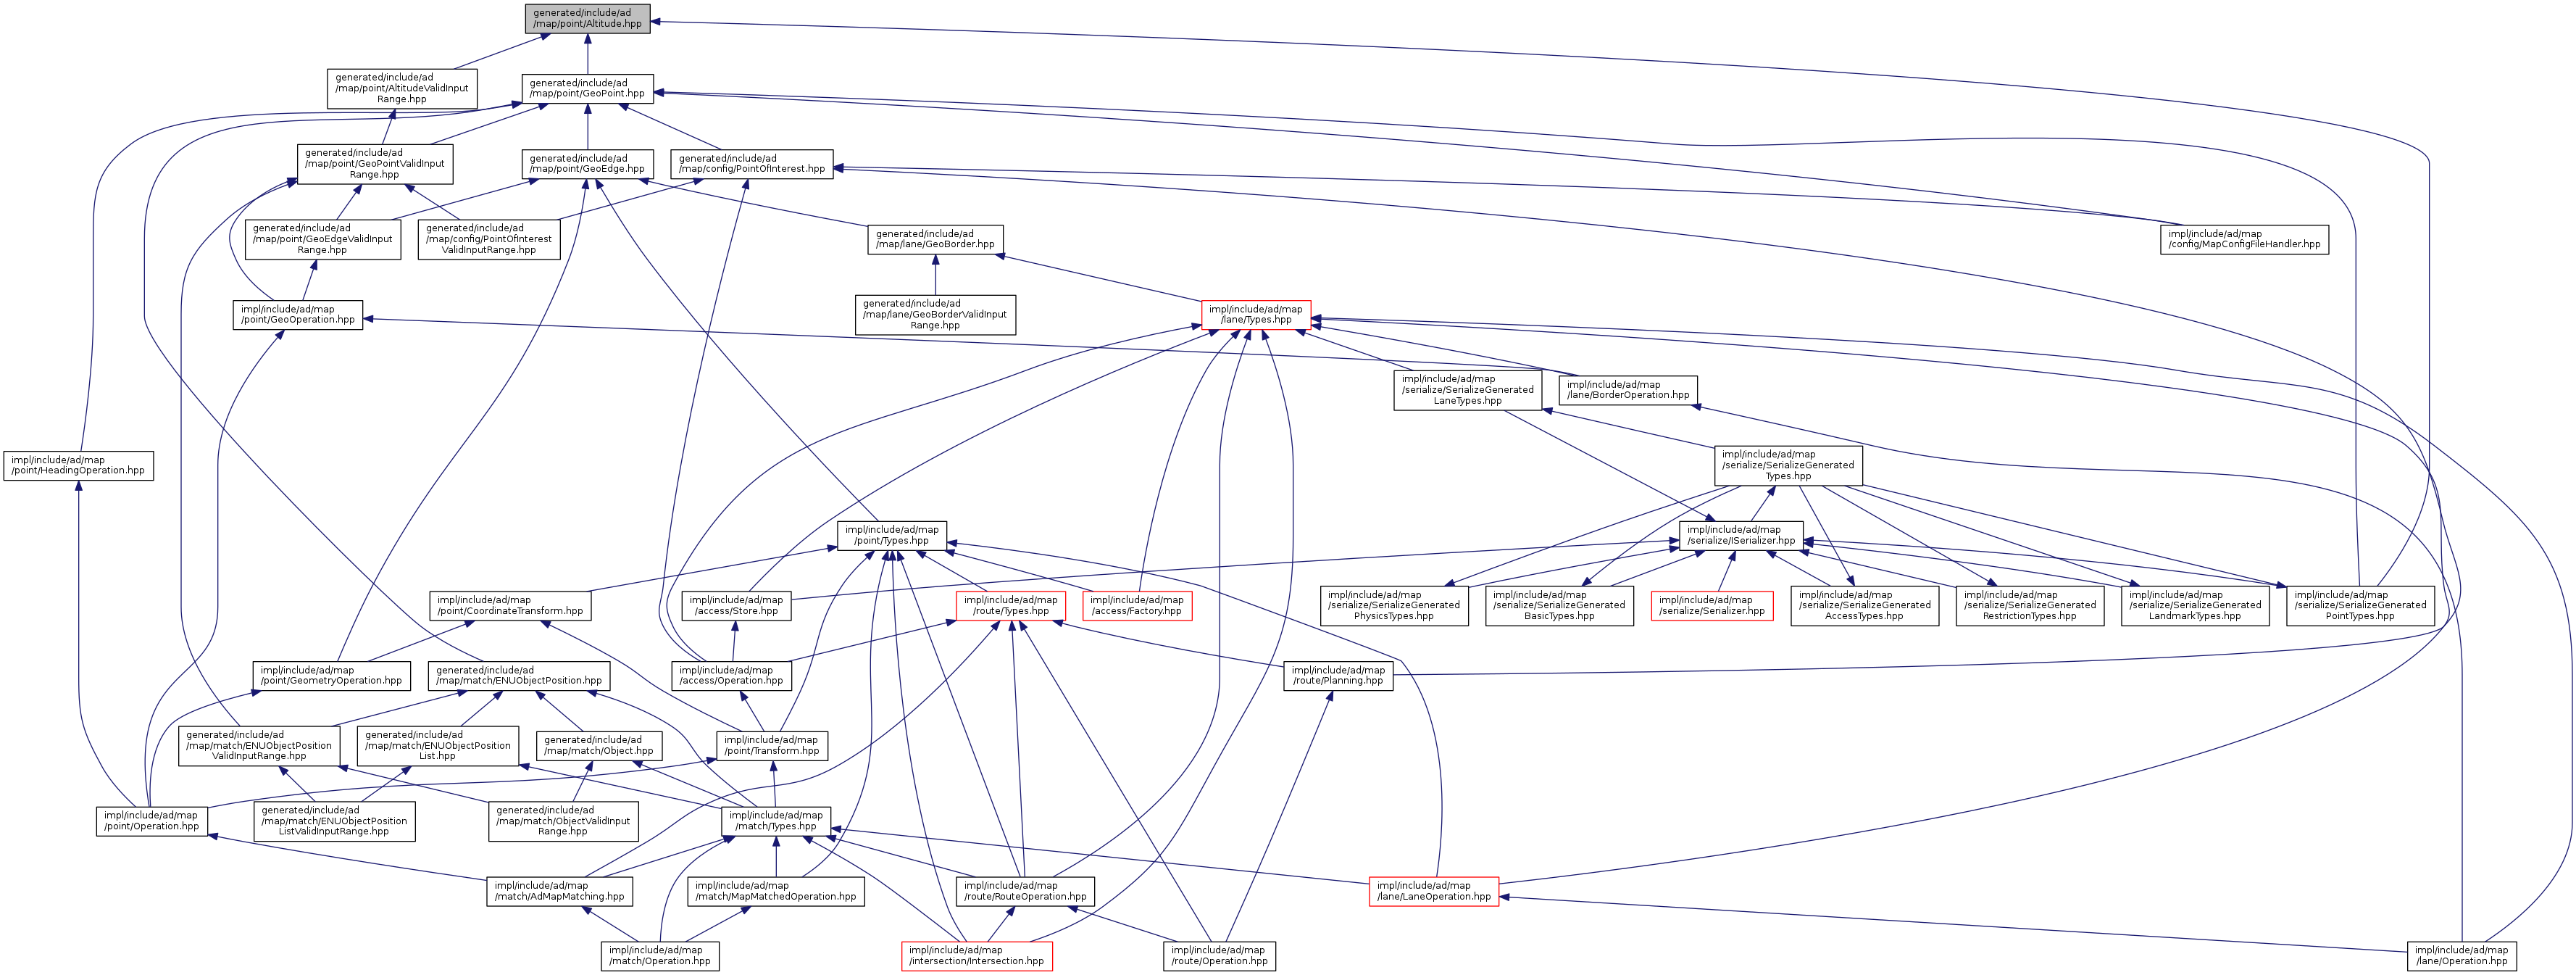 generated/include/ad
/map/point/Altitude.hpp
generated/include/ad
/map/point/AltitudeValidInput
Range.hpp
generated/include/ad
/map/point/GeoPoint.hpp
generated/include/ad
/map/point/GeoPointValidInput
Range.hpp
generated/include/ad
/map/point/GeoEdge.hpp
generated/include/ad
/map/config/PointOfInterest.hpp
generated/include/ad
/map/point/GeoEdgeValidInput
Range.hpp
generated/include/ad
/map/config/PointOfInterest
ValidInputRange.hpp
generated/include/ad
/map/lane/GeoBorder.hpp
impl/include/ad/map
/config/MapConfigFileHandler.hpp
impl/include/ad/map
/point/GeoOperation.hpp
generated/include/ad
/map/lane/GeoBorderValidInput
Range.hpp
impl/include/ad/map
/lane/Types.hpp
impl/include/ad/map
/serialize/SerializeGenerated
LaneTypes.hpp
impl/include/ad/map
/lane/BorderOperation.hpp
impl/include/ad/map
/point/HeadingOperation.hpp
impl/include/ad/map
/serialize/SerializeGenerated
Types.hpp
impl/include/ad/map
/point/Types.hpp
impl/include/ad/map
/serialize/ISerializer.hpp
impl/include/ad/map
/point/CoordinateTransform.hpp
impl/include/ad/map
/access/Store.hpp
impl/include/ad/map
/route/Types.hpp
impl/include/ad/map
/access/Factory.hpp
impl/include/ad/map
/serialize/SerializeGenerated
PhysicsTypes.hpp
impl/include/ad/map
/serialize/SerializeGenerated
BasicTypes.hpp
impl/include/ad/map
/serialize/Serializer.hpp
impl/include/ad/map
/serialize/SerializeGenerated
AccessTypes.hpp
impl/include/ad/map
/serialize/SerializeGenerated
RestrictionTypes.hpp
impl/include/ad/map
/serialize/SerializeGenerated
LandmarkTypes.hpp
impl/include/ad/map
/serialize/SerializeGenerated
PointTypes.hpp
impl/include/ad/map
/point/GeometryOperation.hpp
generated/include/ad
/map/match/ENUObjectPosition.hpp
impl/include/ad/map
/access/Operation.hpp
impl/include/ad/map
/route/Planning.hpp
generated/include/ad
/map/match/ENUObjectPosition
ValidInputRange.hpp
generated/include/ad
/map/match/ENUObjectPosition
List.hpp
generated/include/ad
/map/match/Object.hpp
impl/include/ad/map
/point/Transform.hpp
impl/include/ad/map
/point/Operation.hpp
generated/include/ad
/map/match/ENUObjectPosition
ListValidInputRange.hpp
generated/include/ad
/map/match/ObjectValidInput
Range.hpp
impl/include/ad/map
/match/Types.hpp
impl/include/ad/map
/match/AdMapMatching.hpp
impl/include/ad/map
/match/MapMatchedOperation.hpp
impl/include/ad/map
/route/RouteOperation.hpp
impl/include/ad/map
/lane/LaneOperation.hpp
impl/include/ad/map
/match/Operation.hpp
impl/include/ad/map
/intersection/Intersection.hpp
impl/include/ad/map
/route/Operation.hpp
impl/include/ad/map
/lane/Operation.hpp